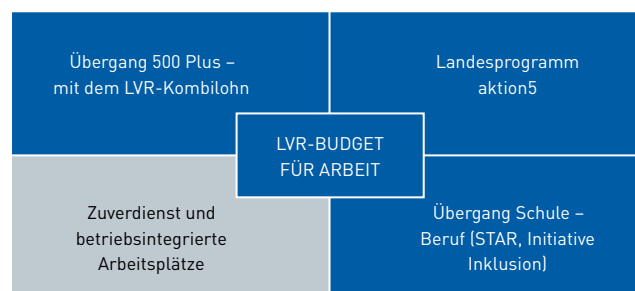 Übergang 500 Plus –
mit dem LVR-Kombilohn
Landesprogramm
aktion5
LVR-BUDGET
FÜR ARBEIT
Zuverdienst und
betriebsintegrierte
Arbeitsplätze
Übergang Schule –
Beruf (STAR, Initiative
Inklusion)